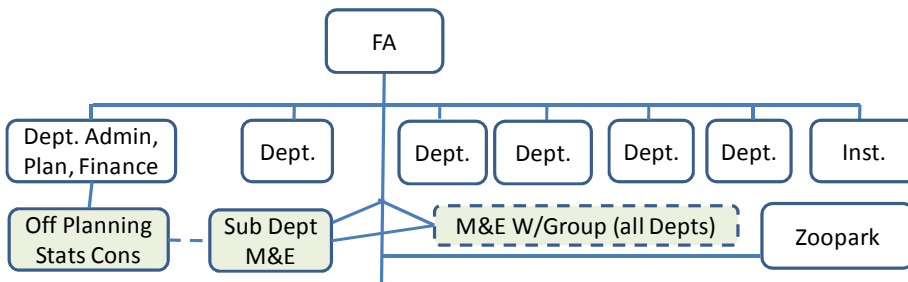 FA
Dept. Admin,
Plan, Finance
Dept.
Dept.
Dept.
Dept.
Dept.
Inst.
Off Planning
Stats Cons
Sub Dept
M&E
M&E W/Group (all Depts)
Zoopark